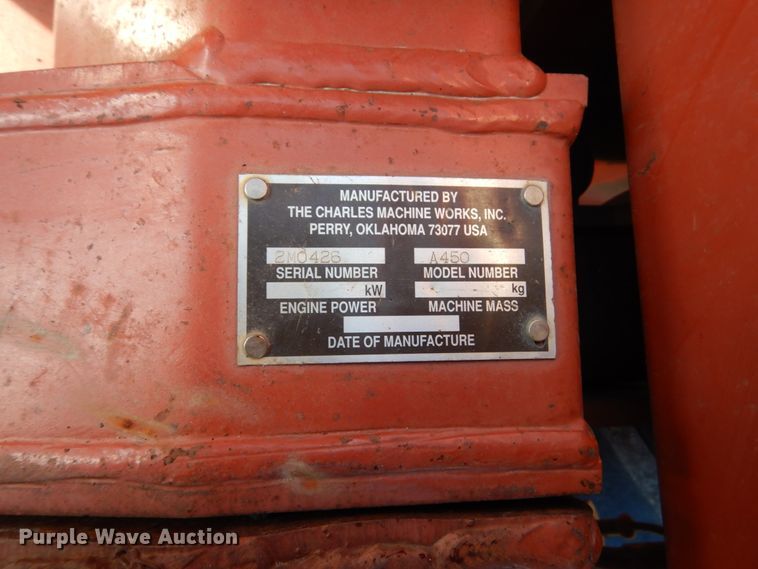 MANUFACTURED BY
THE CHARLES MACHINE WORKS, INC.
PERRY, OKLAHOMA 73077 USA
2M0426 A450
SERIAL NUMBER MODEL NUMBER
kW kg
ENGINE POWER MACHINE MASS
DATE OF MANUFACTURE
Purple Wave Auction